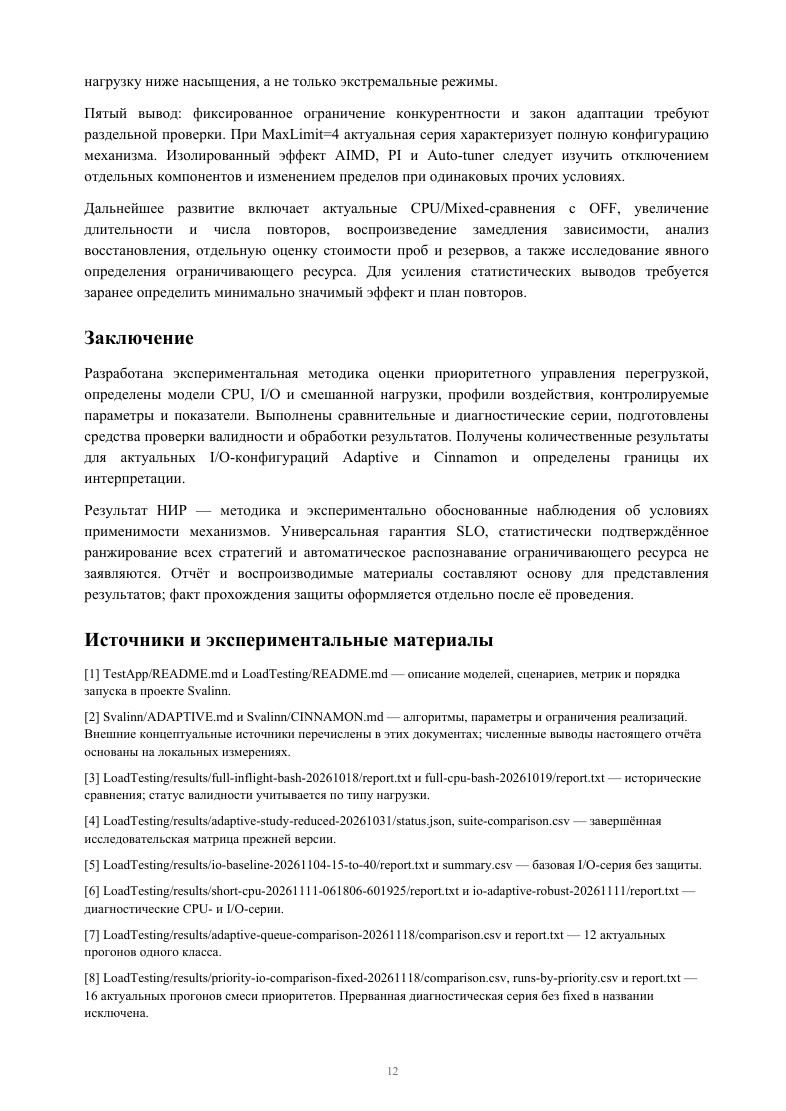 нагрузку ниже насыщения, а не только экстремальные режимы.
Пятый вывод: фиксированное ограничение конкурентности и закон адаптации требуют
раздельной проверки. При MaxLimit=4 актуальная серия характеризует полную конфигурацию
механизма. Изолированный эффект AIMD, PI и Auto-tuner следует изучить отключением
отдельных компонентов и изменением пределов при одинаковых прочих условиях.
Дальнейшее развитие включает актуальные CPU/Mixed-сравнения с OFF, увеличение
длительности и числа повторов, воспроизведение замедления зависимости, анализ
восстановления, отдельную оценку стоимости проб и резервов, а также исследование явного
определения ограничивающего ресурса. Для усиления статистических выводов требуется
заранее определить минимально значимый эффект и план повторов.
Заключение
Разработана экспериментальная методика оценки приоритетного управления перегрузкой,
определены модели CPU, I/O и смешанной нагрузки, профили воздействия, контролируемые
параметры и показатели. Выполнены сравнительные и диагностические серии, подготовлены
средства проверки валидности и обработки результатов. Получены количественные результаты
для актуальных I/O-конфигураций Adaptive и Cinnamon и определены границы их
интерпретации.
Результат НИР — методика и экспериментально обоснованные наблюдения об условиях
применимости механизмов. Универсальная гарантия SLO, статистически подтверждённое
ранжирование всех стратегий и автоматическое распознавание ограничивающего ресурса не
заявляются. Отчёт и воспроизводимые материалы составляют основу для представления
результатов; факт прохождения защиты оформляется отдельно после её проведения.
Источники и экспериментальные материалы
[1] TestApp/README.md и LoadTesting/README.md — описание моделей, сценариев, метрик и порядка
запуска в проекте Svalinn.
[2] Svalinn/ADAPTIVE.md и Svalinn/CINNAMON.md — алгоритмы, параметры и ограничения реализаций.
Внешние концептуальные источники перечислены в этих документах; численные выводы настоящего отчёта
основаны на локальных измерениях.
[3] LoadTesting/results/full-inflight-bash-20261018/report.txt и full-cpu-bash-20261019/report.txt — исторические
сравнения; статус валидности учитывается по типу нагрузки.
[4] LoadTesting/results/adaptive-study-reduced-20261031/status.json, suite-comparison.csv — завершённая
исследовательская матрица прежней версии.
[5] LoadTesting/results/io-baseline-20261104-15-to-40/report.txt и summary.csv — базовая I/O-серия без защиты.
[6] LoadTesting/results/short-cpu-20261111-061806-601925/report.txt и io-adaptive-robust-20261111/report.txt —
диагностические CPU- и I/O-серии.
[7] LoadTesting/results/adaptive-queue-comparison-20261118/comparison.csv и report.txt — 12 актуальных
прогонов одного класса.
[8] LoadTesting/results/priority-io-comparison-fixed-20261118/comparison.csv, runs-by-priority.csv и report.txt —
16 актуальных прогонов смеси приоритетов. Прерванная диагностическая серия без fixed в названии
исключена.
12